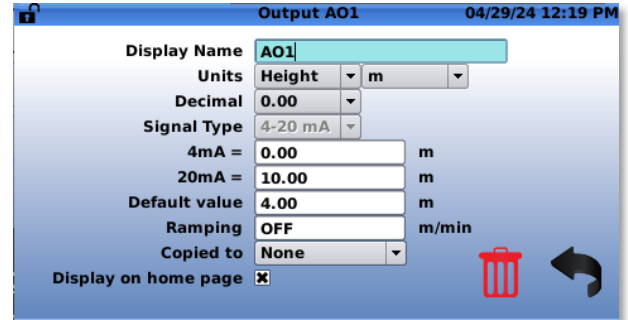 Output AO1 04/29/24 12:19 PM
Display Name AO1
Units Height m
Decimal 0.00
Signal Type 4-20 mA
4mA = 0.00 m
20mA = 10.00 m
Default value 4.00 m
Ramping OFF m/min
Copied to None
Display on home page